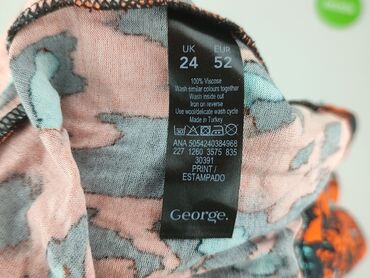 UK EUR
24 52
100% Viscose
Wash similar colours together
Wash inside out
Iron on reverse
Use wool/delicate wash cycle
Made in
Turkey
ANA 5054240384968
227 1260 3575 835
30391
PRINT /
ESTAMPADO
George.